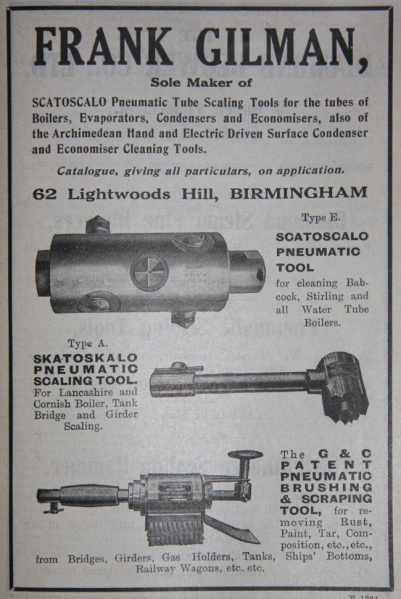 FRANK GILMAN,
Sole Maker of
SCATOSCALO Pneumatic Tube Scaling Tools for the tubes of
Boilers, Evaporators, Condensers and Economisers, also of
the Archimedean Hand and Electric Driven Surface Condenser
and Economiser Cleaning Tools.
Catalogue, giving all particulars, on application.
62 Lightwoods Hill, BIRMINGHAM
Type E.
SCATOSCALO
PNEUMATIC
TOOL
for cleaning Bab-
cock, Stirling and
all Water Tube
Boilers.
Type A.
SKATOSKALO
PNEUMATIC
SCALING TOOL.
For Lancashire and
Cornish Boiler, Tank
Bridge and Girder
Scaling.
The G & C
PATENT
PNEUMATIC
BRUSHING
& SCRAPING
TOOL, for re-
moving Rust,
Paint, Tar, Com-
position, etc., etc.,
from Bridges, Girders, Gas Holders, Tanks, Ships' Bottoms,
Railway Wagons, etc. etc.